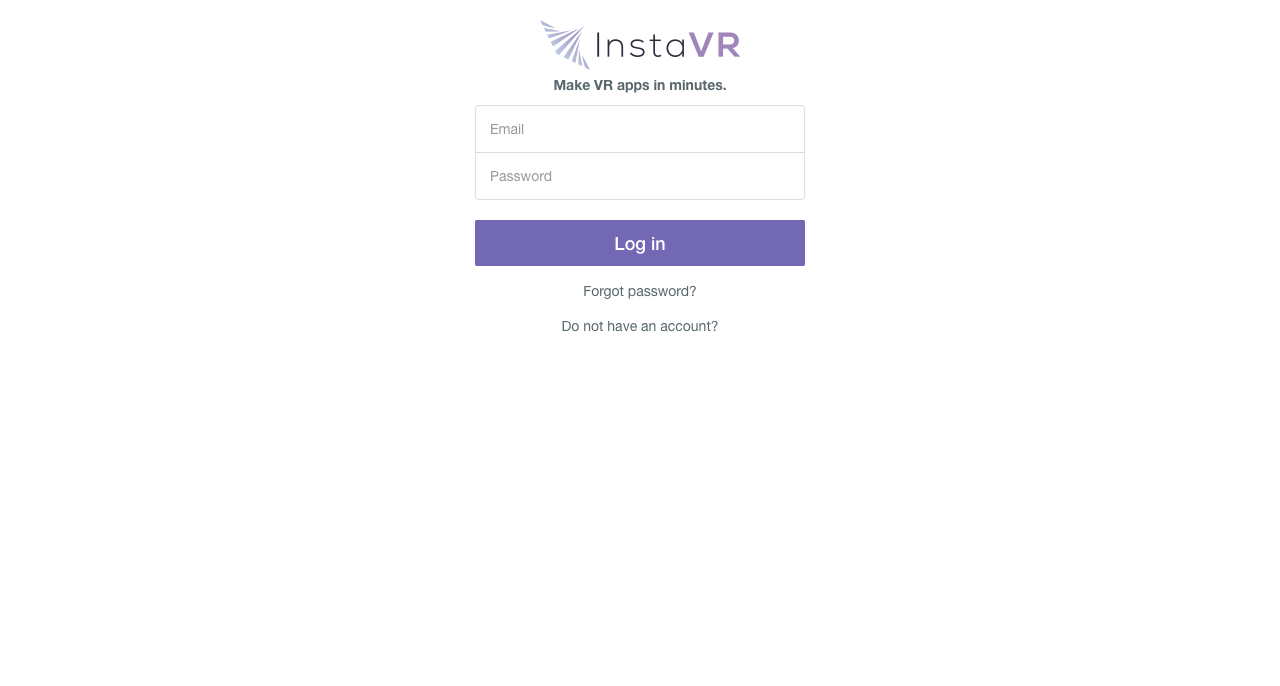 InstaVR
Make VR apps in minutes.
Email
Password
Log in
Forgot password?
Do not have an account?